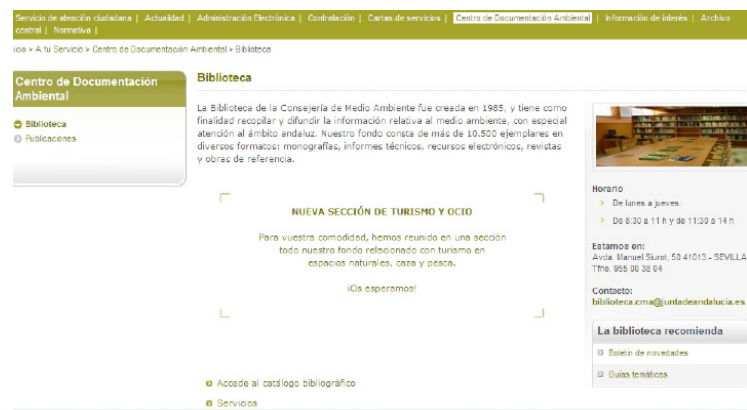 Servicio de atención ciudadana | Actualidad | Administración Electrónica | Contratación | Cartas de servicios | Centro de Documentación Ambiental | Información de interés | Archivo
central | Normativa |
icio > A tu Servicio > Centro de Documentación Ambiental > Biblioteca
Centro de Documentación
Ambiental
Biblioteca
Publicaciones
Biblioteca
La Biblioteca de la Consejería de Medio Ambiente fue creada en 1985, y tiene como
finalidad recopilar y difundir la información relativa al medio ambiente, con especial
atención al ámbito andaluz. Nuestro fondo consta de más de 10.500 ejemplares en
diversos formatos: monografías, informes técnicos, recursos electrónicos, revistas
y obras de referencia.
NUEVA SECCIÓN DE TURISMO Y OCIO
Para vuestra comodidad, hemos reunido en una sección
todo nuestro fondo relacionado con turismo en
espacios naturales, caza y pesca.
¡Os esperamos!
Accede al catálogo bibliográfico
Servicios
Horario
De lunes a jueves:
De 8:30 a 11 h y de 11:30 a 14 h
Estamos en:
Avda. Manuel Siurot, 50 41013 - SEVILLA
Tfno. 955 00 38 04
Contacto:
biblioteca.cma@juntadeandalucia.es
La biblioteca recomienda
Boletín de novedades
Guías temáticas